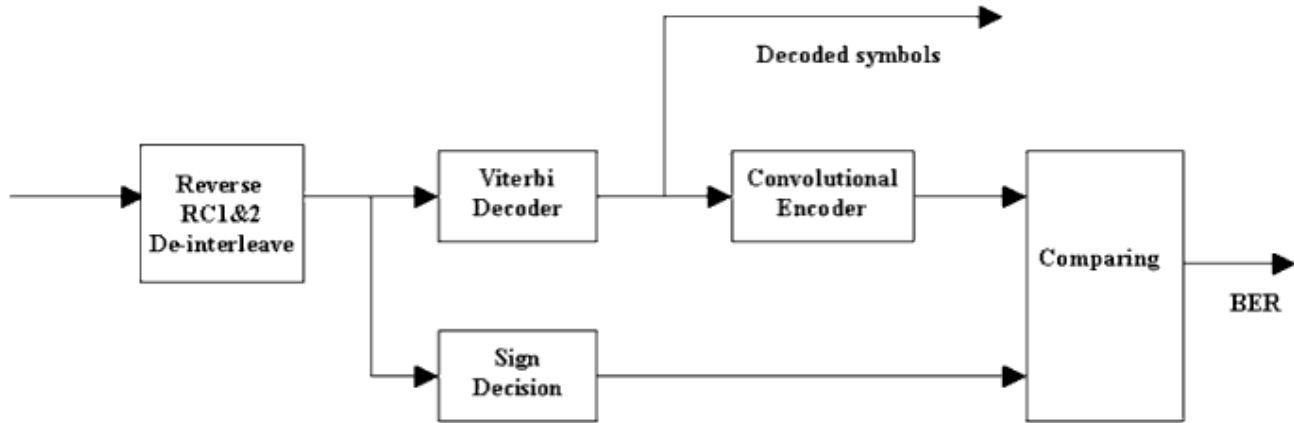 Decoded symbols
Reverse
RC1&2
De-interleave
Viterbi
Decoder
Convolutional
Encoder
Comparing
BER
Sign
Decision